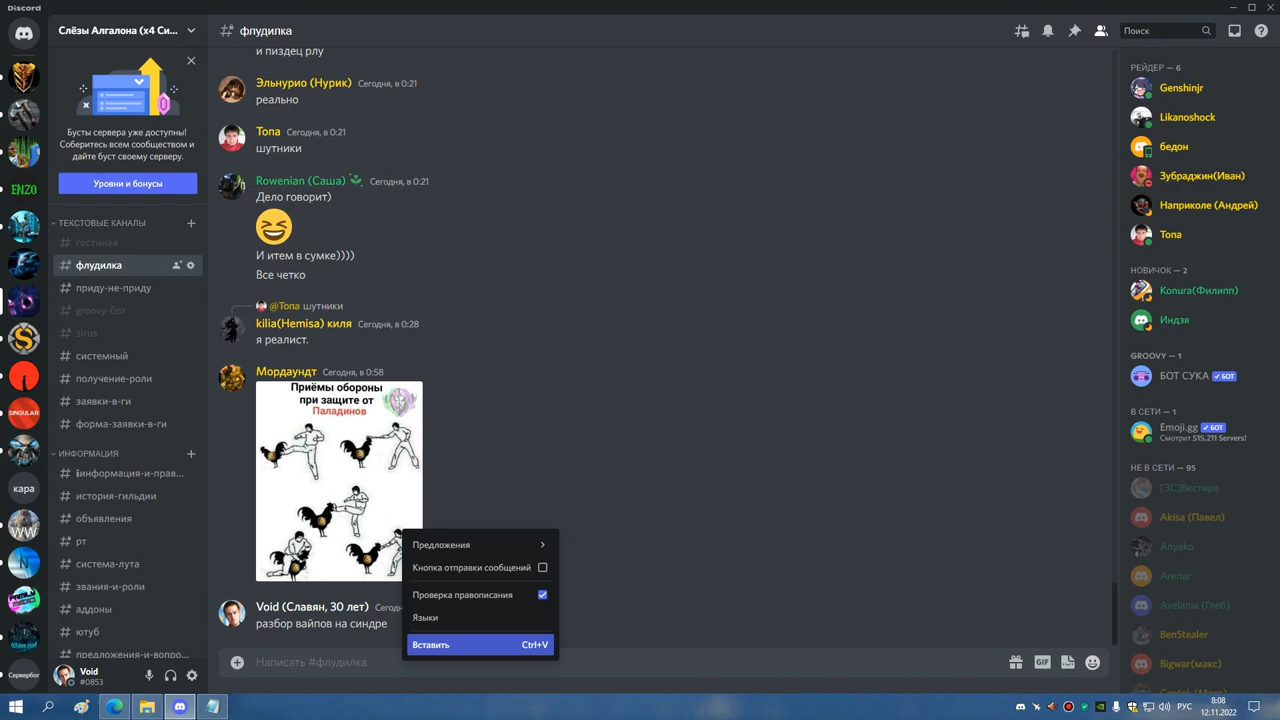 Discord
Слёзы Алгалона (x4 Си...
флудилка
Поиск
Бусты сервера уже доступны!
Соберитесь всем сообществом и
дайте буст своему серверу.
Уровни и бонусы
ENZO
SINGULAR
кара
WW
N
Сервербог
ТЕКСТОВЫЕ КАНАЛЫ
гостиная
флудилка
приду-не-приду
groovy-бот
sirus
системный
получение-роли
заявки-в-ги
форма-заявки-в-ги
ИНФОРМАЦИЯ
информация-и-прав...
история-гильдии
объявления
рт
система-лута
звания-и-роли
аддоны
ютуб
предложения-и-вопро...
Void
#0853
и пиздец рлу
Эльнурио (Нурик) Сегодня, в 0:21
реально
Топа Сегодня, в 0:21
шутники
Rowenian (Саша) Сегодня, в 0:21
Дело говорит)
И итем в сумке))))
Все четко
@Топа шутники
kilia(Hemisa) киля Сегодня, в 0:28
я реалист.
Мордаундт Сегодня, в 0:58
Приёмы обороны
при защите от
Паладинов
Void (Славян, 30 лет) Сегодн
разбор вайпов на синдре
Предложения
Кнопка отправки сообщений
Проверка правописания
Языки
Вставить Ctrl+V
Написать #флудилка
GIF
РЕЙДЕР — 6
Genshinjr
Likanoshock
бедон
Зубраджин(Иван)
Наприколе (Андрей)
Топа
НОВИЧОК — 2
Konura(Филипп)
Индзя
GROOVY — 1
БОТ СУКА БОТ
В СЕТИ — 1
Emoji.gg БОТ
Смотрит 515,211 Servers!
НЕ В СЕТИ — 95
[ЗС]Вестира
Akisa (Павел)
Anyako
Arenar
Avelania (Глеб)
BenStealer
Bigwar(макс)
РУС
8:08
12.11.2022